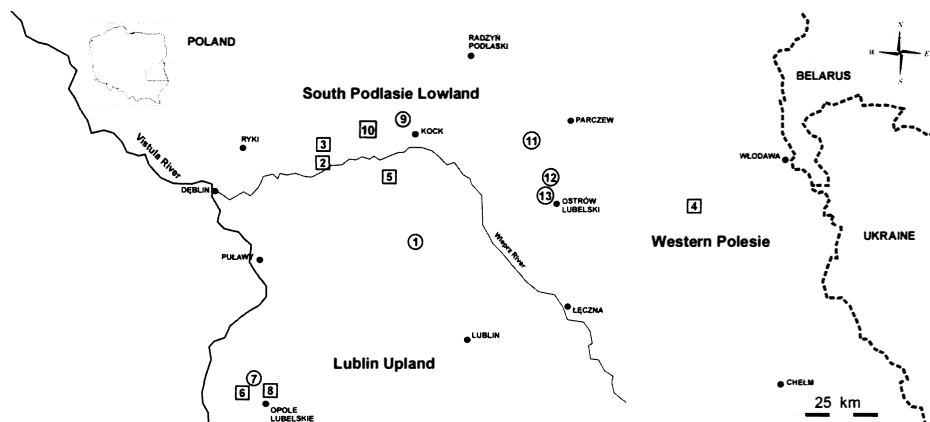 POLAND
RADZYŃ
PODLASKI
N
W E
S
BELARUS
South Podlasie Lowland
9
10
KOCK
PARCZEW
11
RYKI
3
2
5
WŁODAWA
Vistula River
DĘBLIN
12
13
OSTRÓW
LUBELSKI
4
UKRAINE
Western Polesie
1
Wieprz River
PUŁAWY
ŁĘCZNA
LUBLIN
Lublin Upland
7
6
8
OPOLE
LUBELSKIE
CHEŁM
25 km